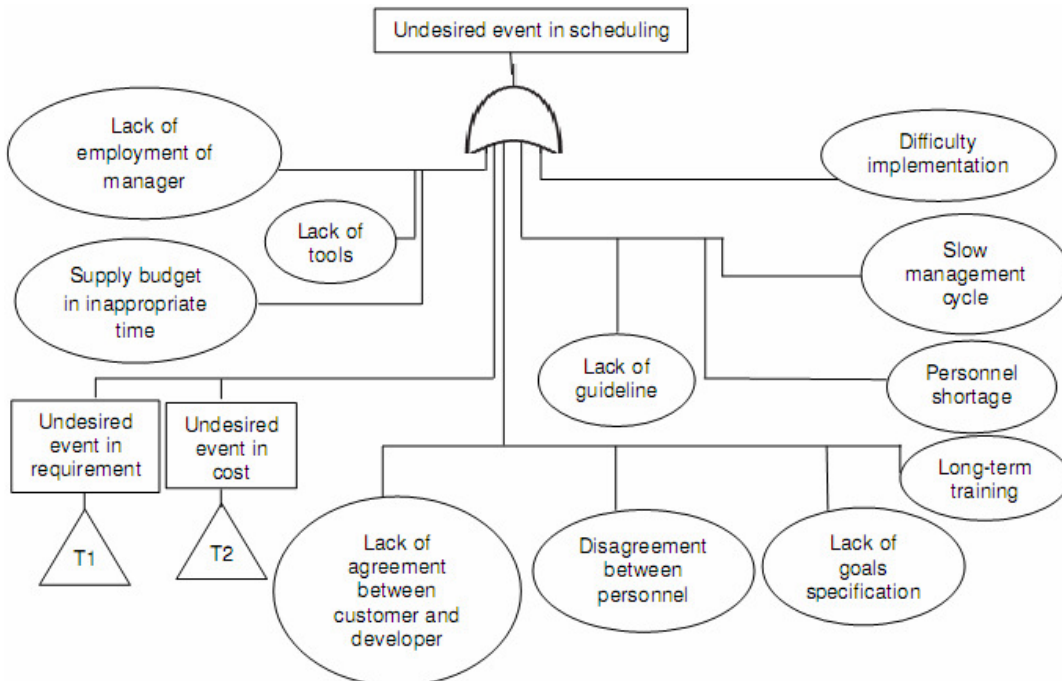 Undesired event in scheduling
Lack of
employment of
manager
Difficulty
implementation
Lack of
tools
Slow
management
cycle
Supply budget
in inappropriate
time
Lack of
guideline
Personnel
shortage
Undesired
event in
requirement
Undesired
event in
cost
Long-term
training
T1
T2
Lack of
agreement
between
customer and
developer
Disagreement
between
personnel
Lack of
goals
specification